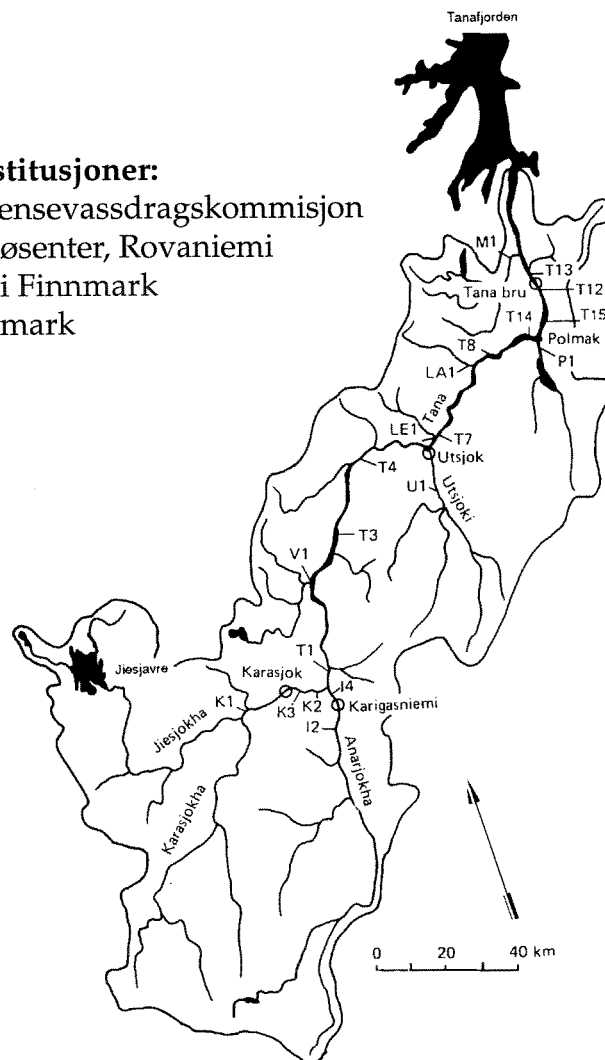 Tanafjorden
stitusjoner:
ensevassdragskommisjon
øsenter, Rovaniemi
i Finnmark
mark
M1
T13
Tana bru
T12
T14
T15
T8
Polmak
LA1
P1
Tana
LE1
T7
T4
Utsjok
U1
Utsjoki
T3
V1
T1
Jiesjavre
Karasjok
I4
K1
K3
K2
Karigasniemi
Jiesjokha
I2
Anarjokha
Karasjokha
0 20 40 km